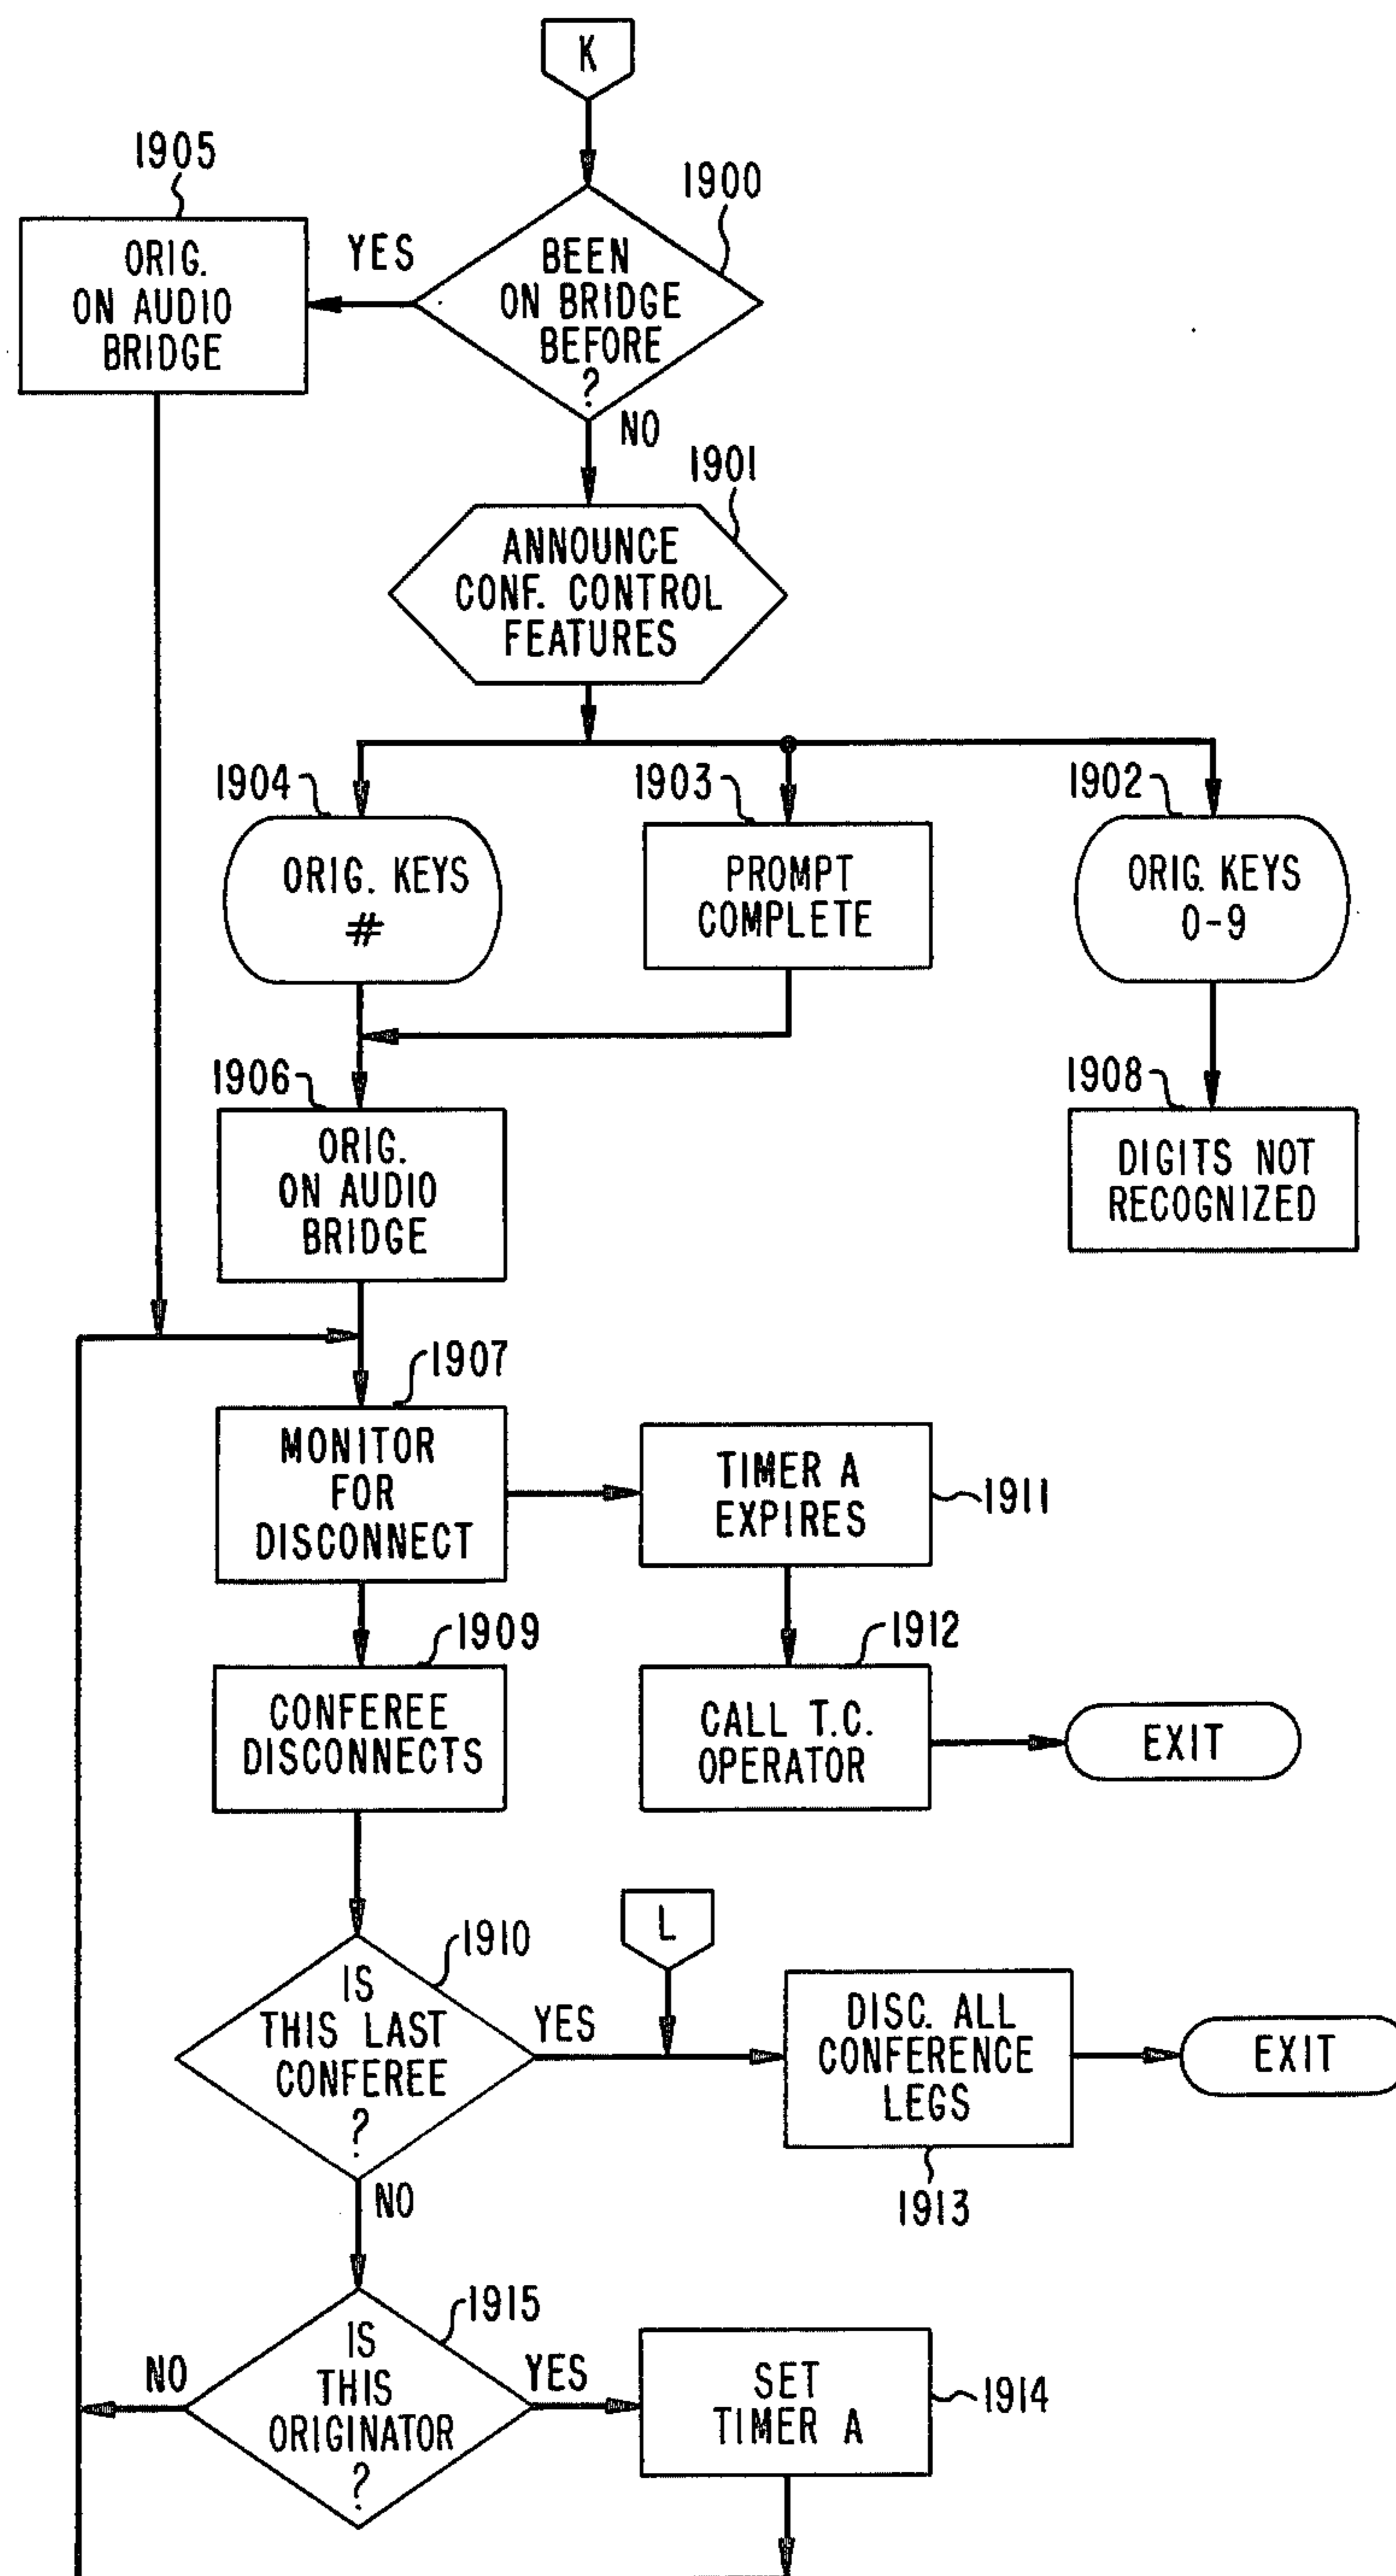 K
1905
1900
ORIG.
ON AUDIO
BRIDGE
YES
BEEN
ON BRIDGE
BEFORE
?
NO
1901
ANNOUNCE
CONF. CONTROL
FEATURES
1904
1903
1902
ORIG. KEYS
#
PROMPT
COMPLETE
ORIG. KEYS
0-9
1906
1908
ORIG.
ON AUDIO
BRIDGE
DIGITS NOT
RECOGNIZED
1907
MONITOR
FOR
DISCONNECT
TIMER A
EXPIRES
1911
1909
1912
CONFEREE
DISCONNECTS
CALL T.C.
OPERATOR
EXIT
L
1910
IS
THIS LAST
CONFEREE
?
YES
DISC. ALL
CONFERENCE
LEGS
EXIT
1913
NO
1915
IS
THIS
ORIGINATOR
?
NO
YES
SET
TIMER A
1914